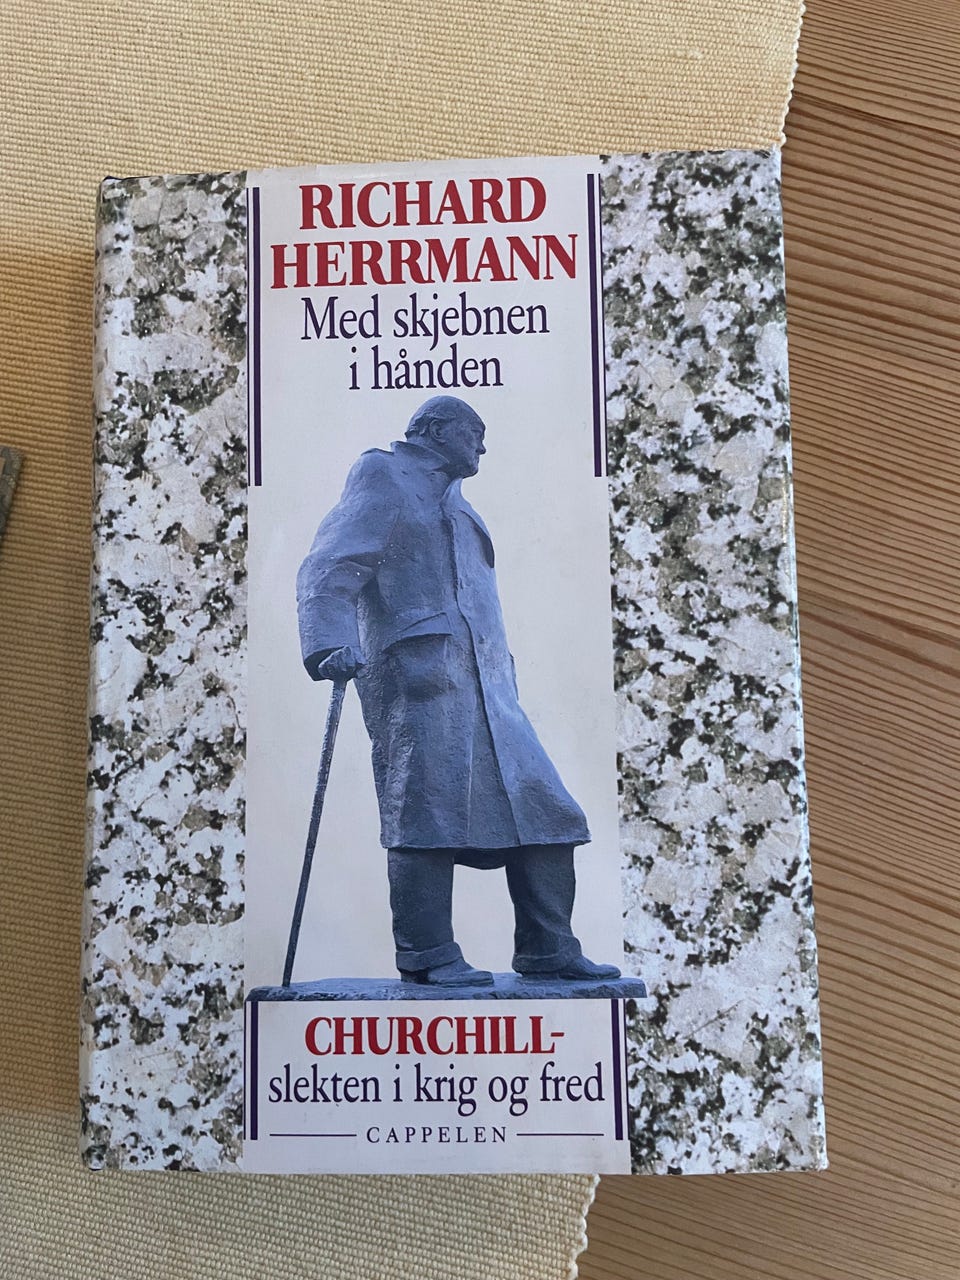 RICHARD
HERRMANN
Med skjebnen
i hånden
CHURCHILL-
slekten i krig og fred
CAPPELEN